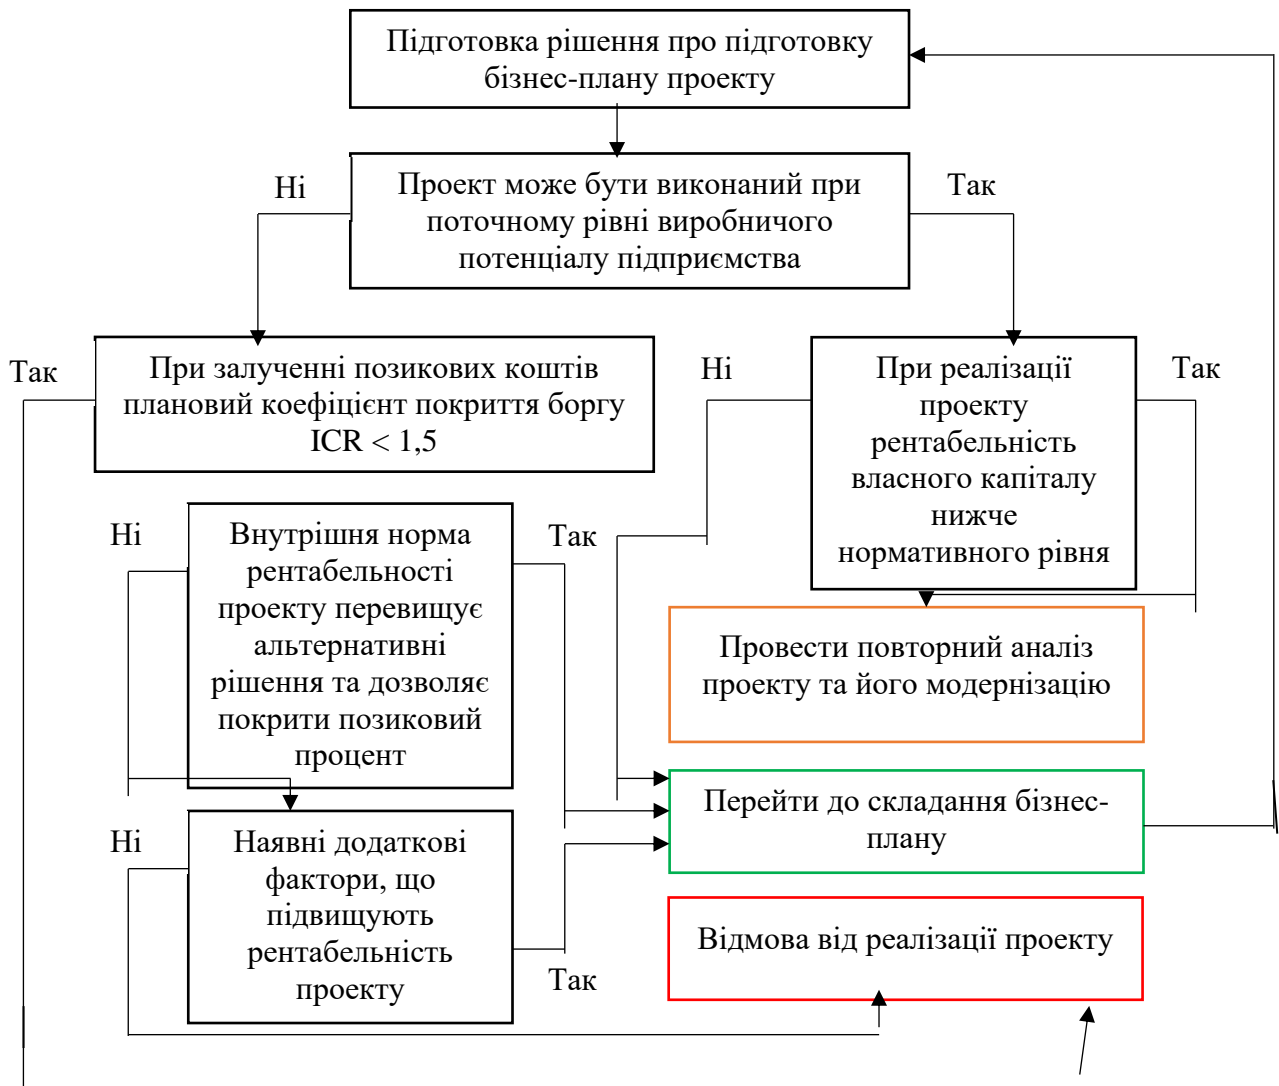 Підготовка рішення про підготовку
бізнес-плану проекту
Ні
Проект може бути виконаний при
поточному рівні виробничого
потенціалу підприємства
Так
Так
При залученні позикових коштів
плановий коефіцієнт покриття боргу
ICR < 1,5
Ні
При реалізації
проекту
рентабельність
власного капіталу
нижче
нормативного рівня
Так
Ні
Внутрішня норма
рентабельності
проекту перевищує
альтернативні
рішення та дозволяє
покрити позиковий
процент
Так
Провести повторний аналіз
проекту та його модернізацію
Перейти до складання бізнес-
плану
Ні
Наявні додаткові
фактори, що
підвищують
рентабельність
проекту
Так
Відмова від реалізації проекту